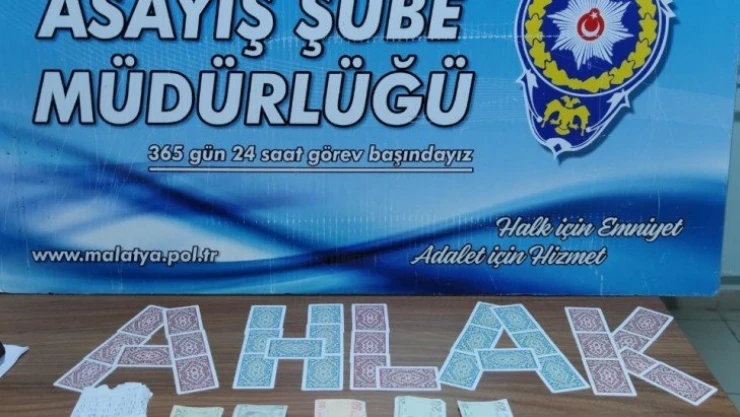 ASAYİŞ ŞUBE
MÜDÜRLÜĞÜ
365 gün 24 saat görev başındayız
Halk için Emniyet
Adalet için Hizmet
www.malatya.pol.tr
AHLAK